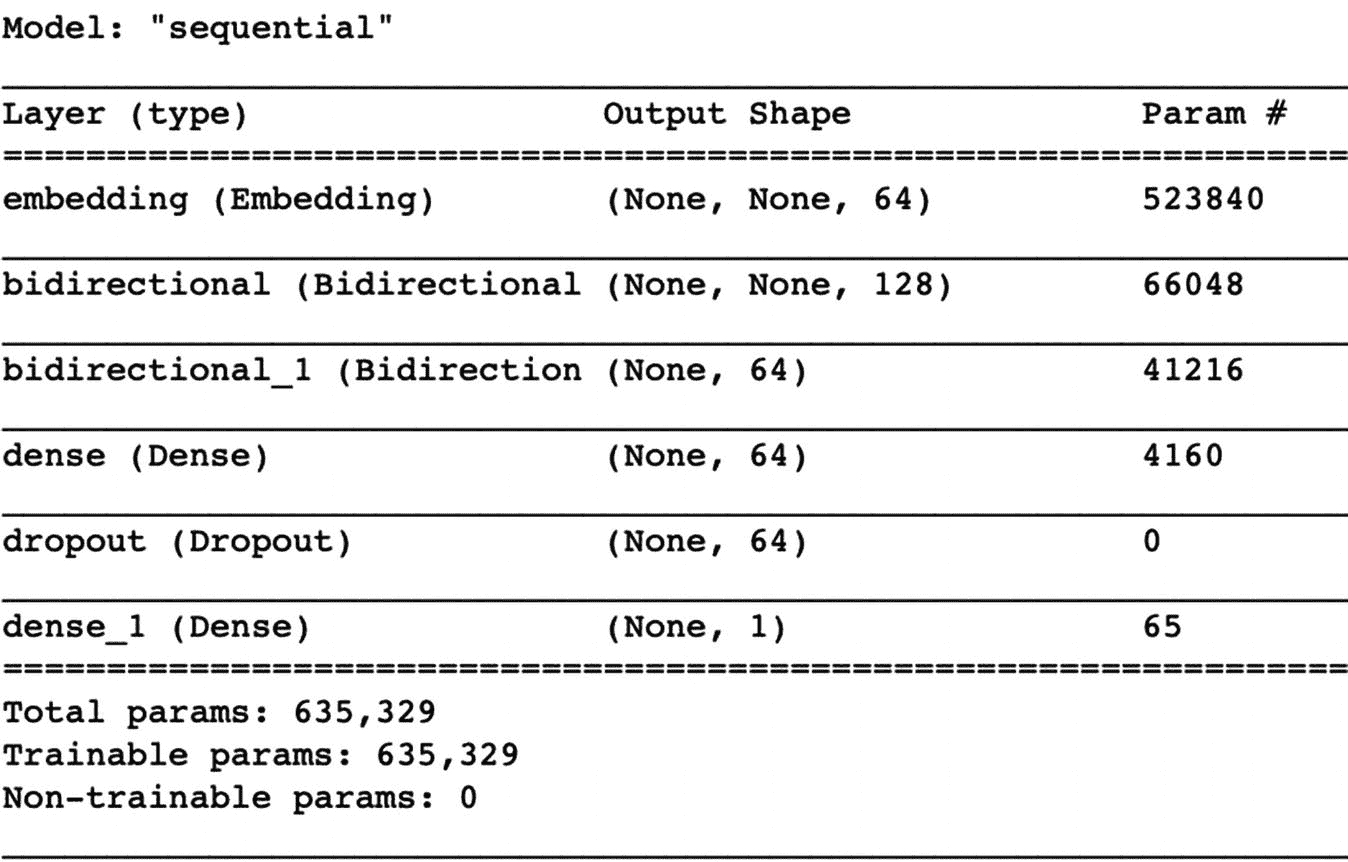 Model: "sequential"
Layer (type) Output Shape Param #
embedding (Embedding) (None, None, 64) 523840
bidirectional (Bidirectional (None, None, 128) 66048
bidirectional_1 (Bidirection (None, 64) 41216
dense (Dense) (None, 64) 4160
dropout (Dropout) (None, 64) 0
dense_1 (Dense) (None, 1) 65
Total params: 635,329
Trainable params: 635,329
Non-trainable params: 0